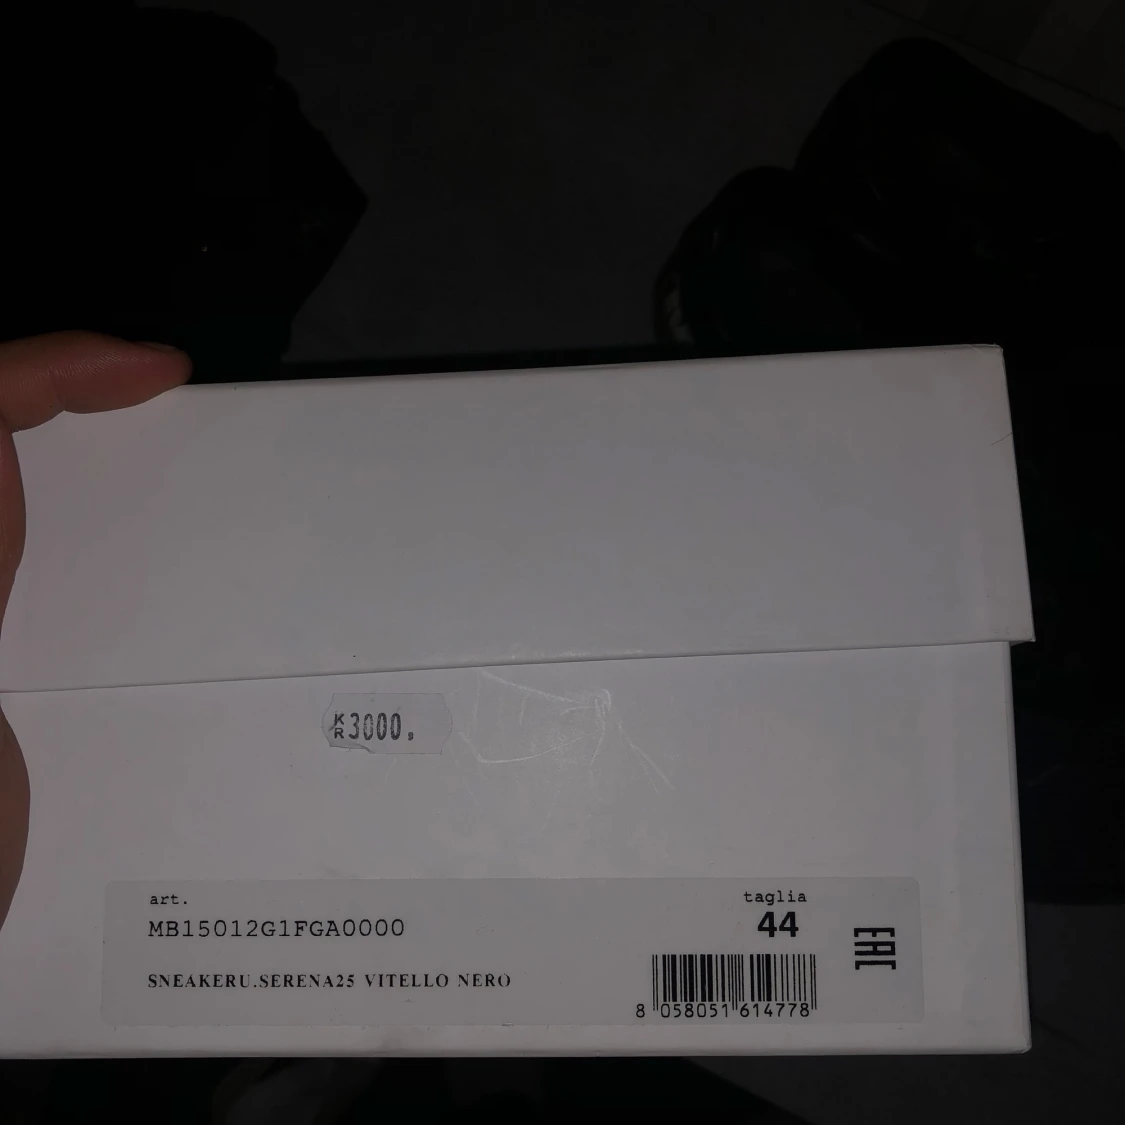 KR3000,
art.
MB15012G1FGA0000
SNEAKERU.SERENA25 VITELLO NERO
taglia
44
8 058051 614778
EAC